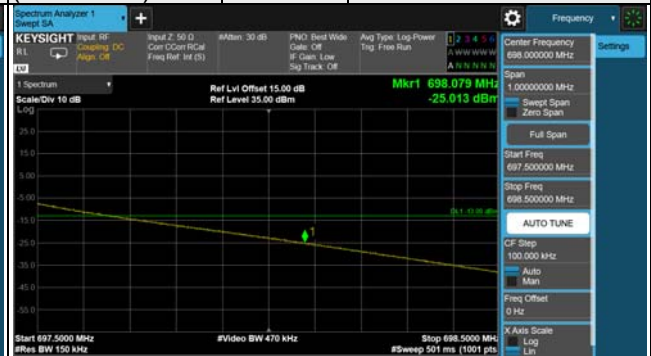 Spectrum Analyzer 1
Swept SA
+
Frequency
KEYSIGHT
RL
Input: RF
Coupling: DC
Align: Off
Input Z: 50 Ω
Corr CCorr RCal
Freq Ref: Int (S)
#Atten: 30 dB
PNO: Best Wide
Gate: Off
IF Gain: Low
Sig Track: Off
Avg Type: Log-Power
Trig: Free Run
1 2 3 4 5 6
A W W W W W
A N N N N N
LW
1 Spectrum
Scale/Div 10 dB
Log
Ref Lvl Offset 15.00 dB
Ref Level 35.00 dBm
Mkr1 698.079 MHz
-25.013 dBm
25.0
15.0
5.00
-5.00
-15.0
-25.0
-35.0
-45.0
-55.0
1
Start 697.5000 MHz
#Res BW 150 kHz
#Video BW 470 kHz
Stop 698.5000 MHz
#Sweep 501 ms (1001 pts
Center Frequency
698.000000 MHz
Span
1.00000000 MHz
Swept Span
Zero Span
Full Span
Start Freq
697.500000 MHz
Stop Freq
698.500000 MHz
AUTO TUNE
CF Step
100.000 kHz
Auto
Man
Freq Offset
0 Hz
X Axis Scale
Log
Lin
Settings